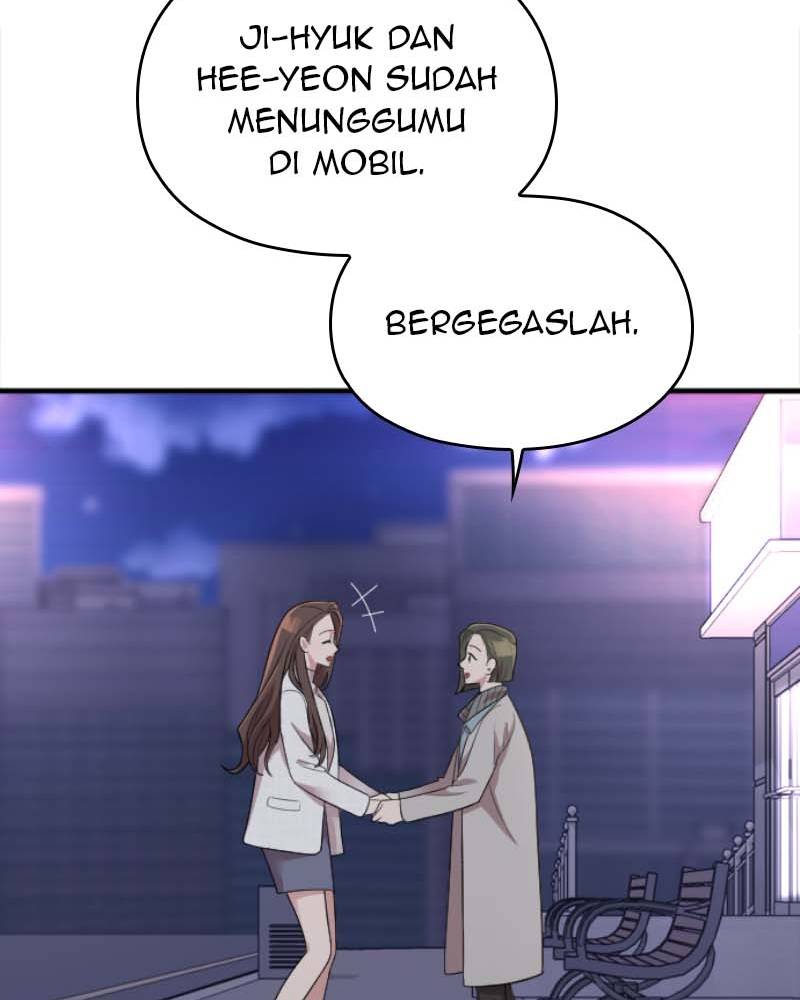 JI-HYUK DAN
HEE-YEON SUDAH
MENUNGGUMU
DI MOBIL.
BERGEGASLAH.